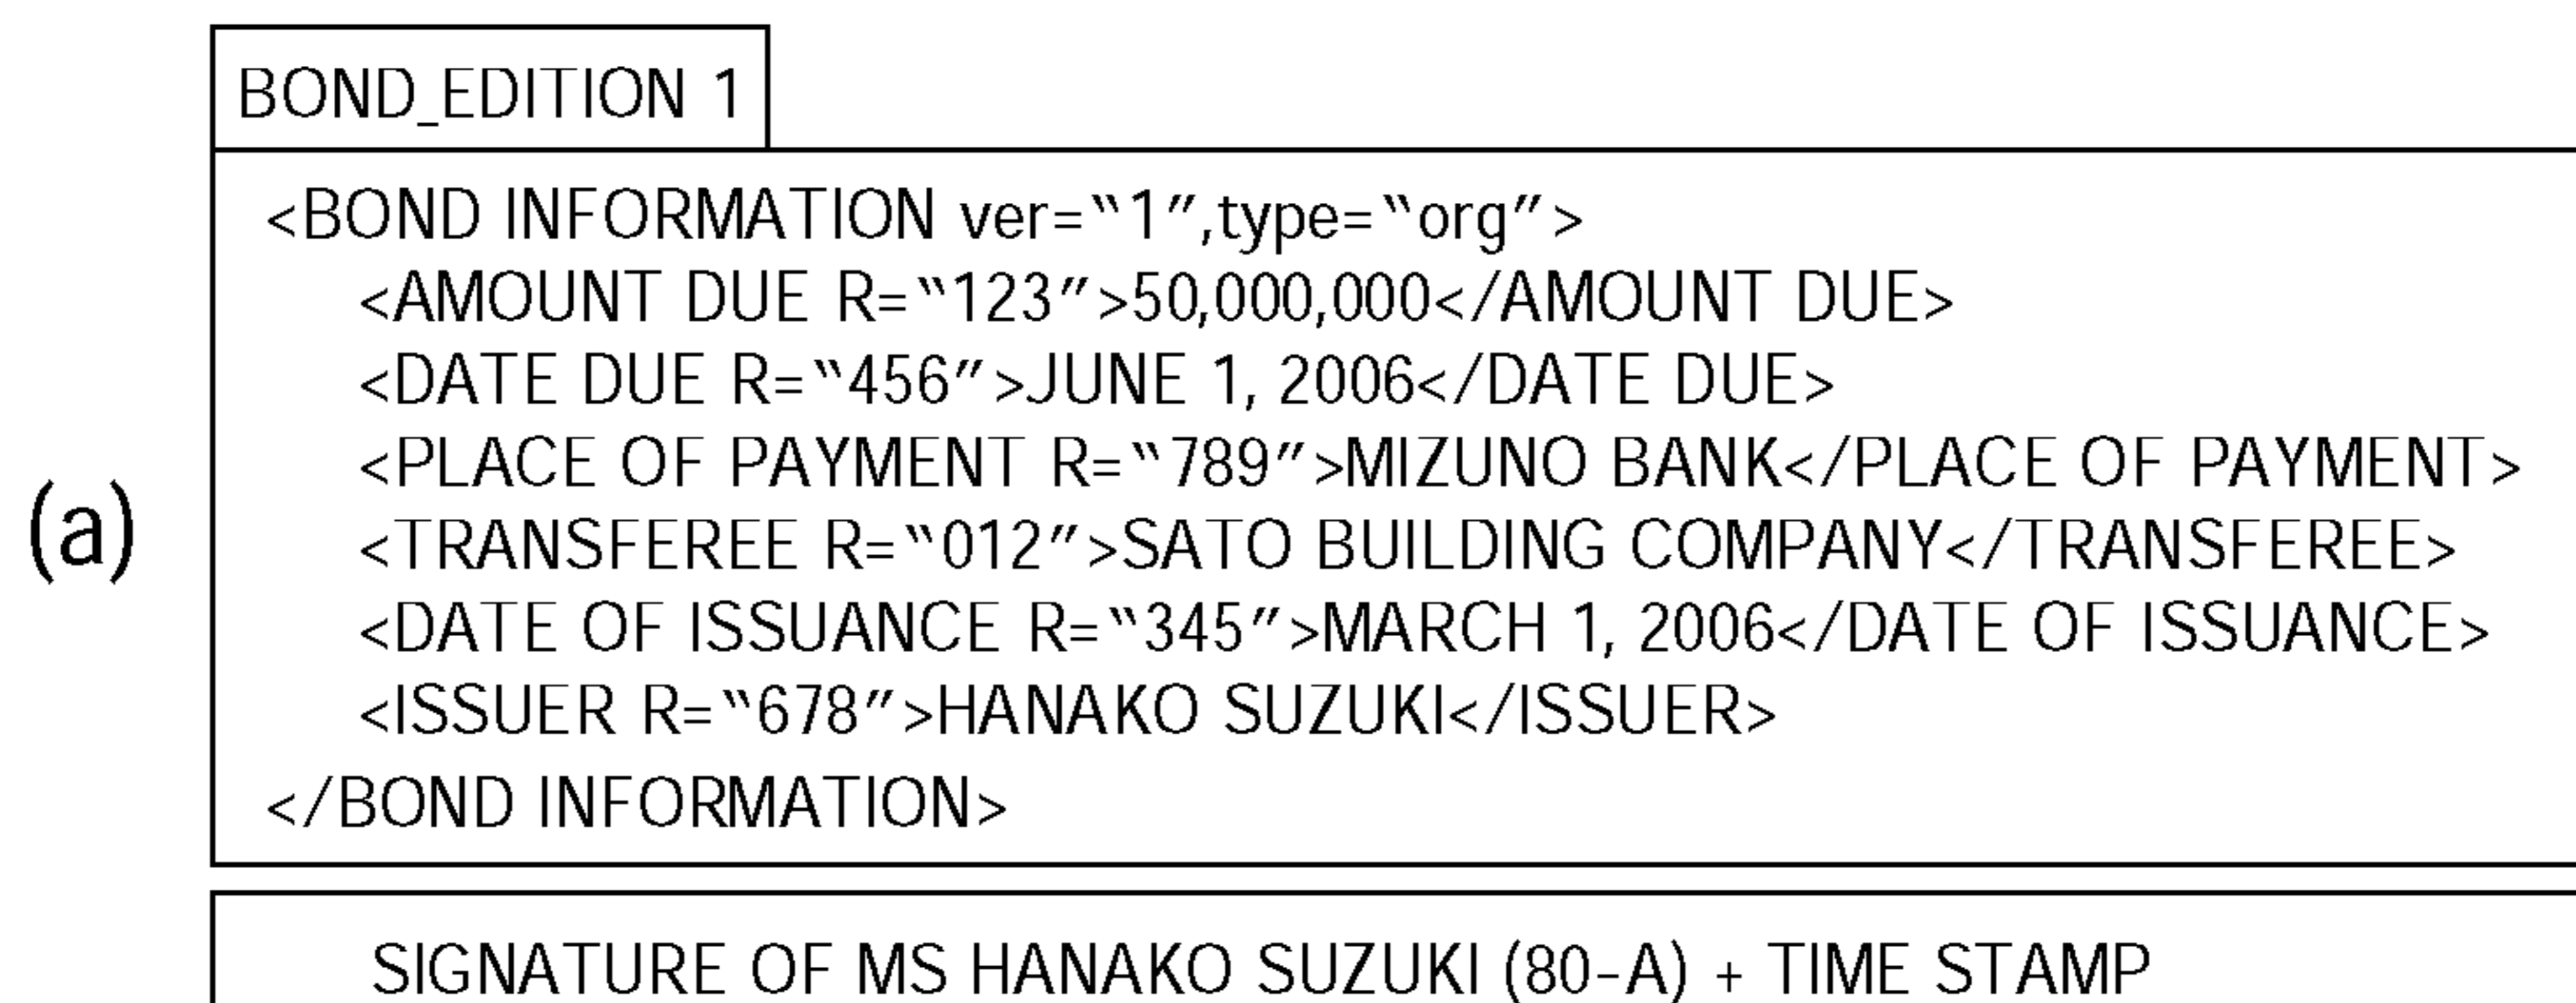 BOND_EDITION 1
<BOND INFORMATION ver=“1”,type=“org”>
<AMOUNT DUE R=“123”>50,000,000</AMOUNT DUE>
<DATE DUE R=“456”>JUNE 1, 2006</DATE DUE>
<PLACE OF PAYMENT R=“789”>MIZUNO BANK</PLACE OF PAYMENT>
(a)
<TRANSFEREE R=“012”>SATO BUILDING COMPANY</TRANSFEREE>
<DATE OF ISSUANCE R=“345”>MARCH 1, 2006</DATE OF ISSUANCE>
<ISSUER R=“678”>HANAKO SUZUKI</ISSUER>
</BOND INFORMATION>
SIGNATURE OF MS HANAKO SUZUKI (80-A) + TIME STAMP